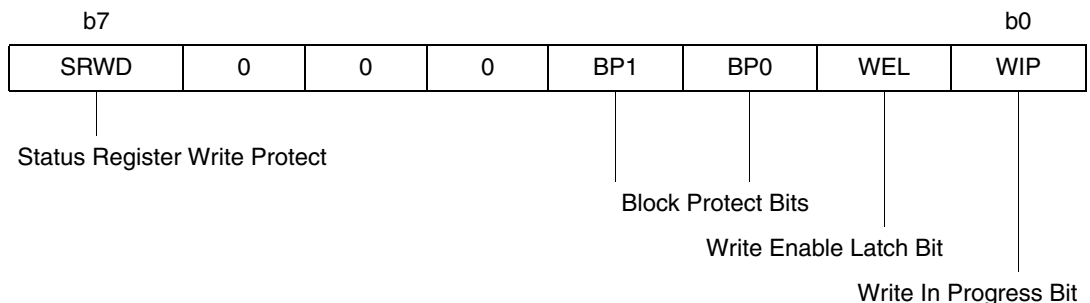 b7 b0
SRWD 0 0 0 BP1 BP0 WEL WIP
Status Register Write Protect
Block Protect Bits
Write Enable Latch Bit
Write In Progress Bit